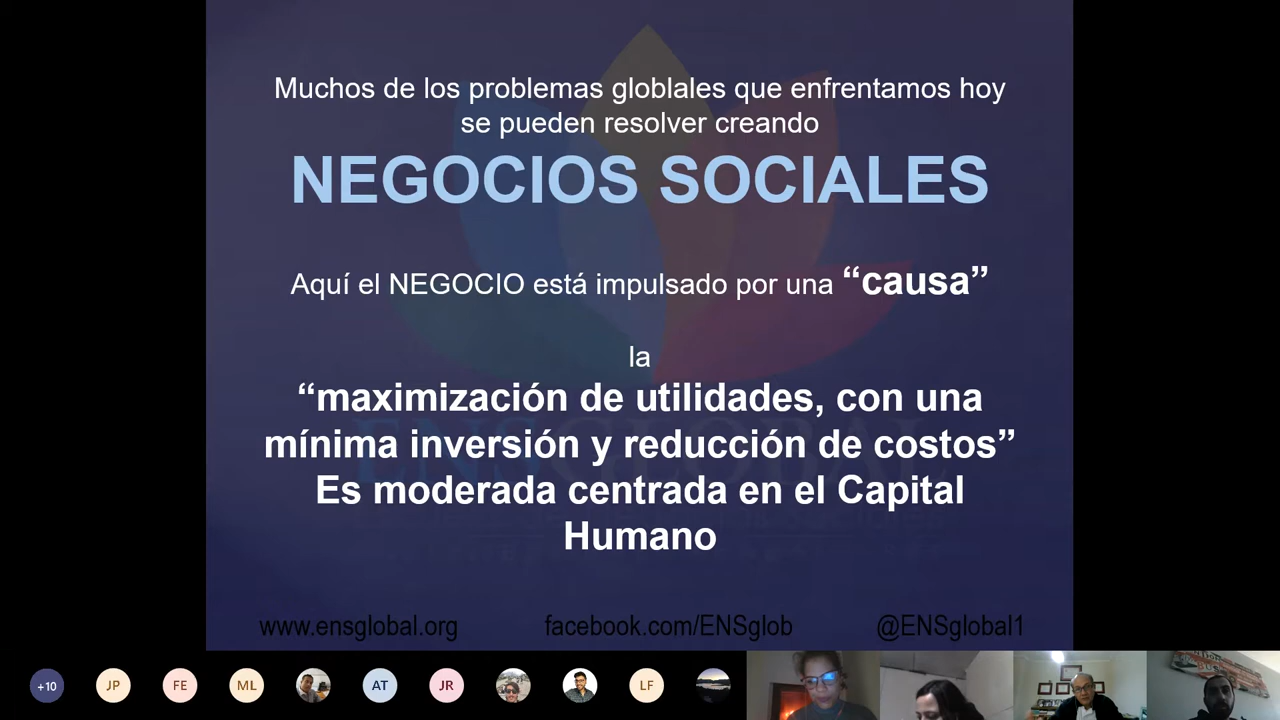 Muchos de los problemas globlales que enfrentamos hoy
se pueden resolver creando
NEGOCIOS SOCIALES
Aquí el NEGOCIO está impulsado por una “causa”
la
“maximización de utilidades, con una
mínima inversión y reducción de costos”
Es moderada centrada en el Capital
Humano
ENSGLOBAL
www.ensglobal.org facebook.com/ENSglob @ENSglobal1
+10 JP FE ML AT JR LF